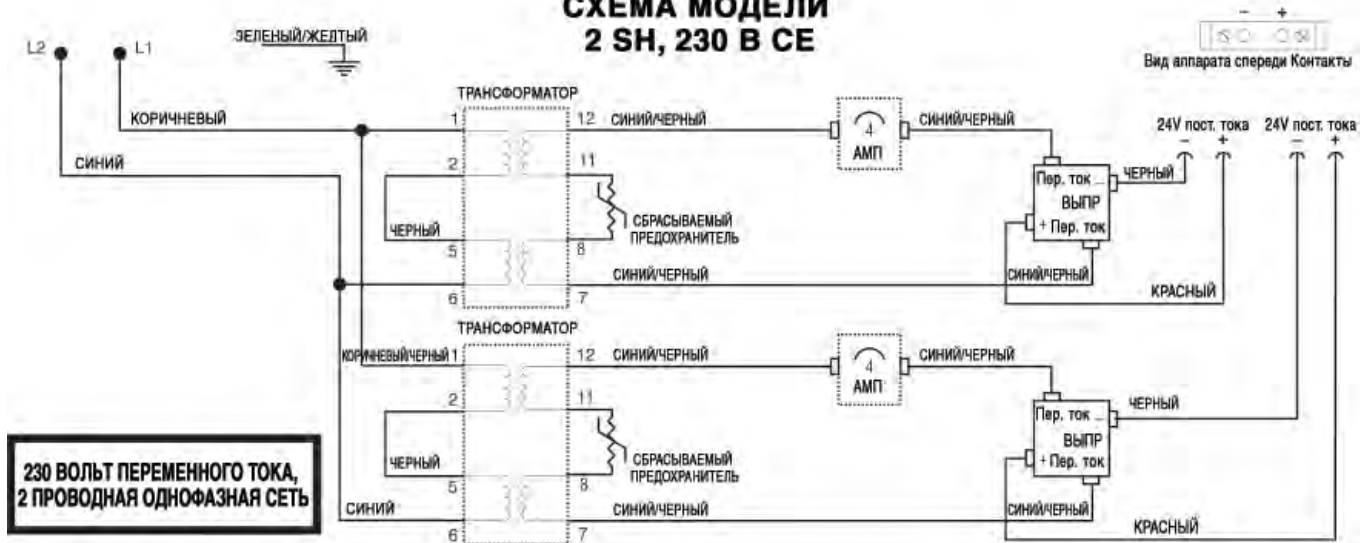 СХЕМА МОДЕЛИ
2 SH, 230 В CE
L2
L1
ЗЕЛЕНЫЙ/ЖЕЛТЫЙ
- +
Вид аппарата спереди Контакты
КОРИЧНЕВЫЙ
СИНИЙ
ТРАНСФОРМАТОР
1
2
5
6
12
11
8
7
ЧЕРНЫЙ
СИНИЙ/ЧЕРНЫЙ
4
АМП
СИНИЙ/ЧЕРНЫЙ
СБРАСЫВАЕМЫЙ
ПРЕДОХРАНИТЕЛЬ
СИНИЙ/ЧЕРНЫЙ
Пер. ток -
ВЫПР
+ Пер. ток
СИНИЙ/ЧЕРНЫЙ
ЧЕРНЫЙ
КРАСНЫЙ
24V пост. тока
- +
24V пост. тока
- +
ТРАНСФОРМАТОР
КОРИЧНЕВЫЙ/ЧЕРНЫЙ 1
2
5
6
12
11
8
7
ЧЕРНЫЙ
СИНИЙ
СИНИЙ/ЧЕРНЫЙ
4
АМП
СИНИЙ/ЧЕРНЫЙ
СБРАСЫВАЕМЫЙ
ПРЕДОХРАНИТЕЛЬ
СИНИЙ/ЧЕРНЫЙ
Пер. ток -
ВЫПР
+ Пер. ток
СИНИЙ/ЧЕРНЫЙ
ЧЕРНЫЙ
КРАСНЫЙ
230 ВОЛЬТ ПЕРЕМЕННОГО ТОКА,
2 ПРОВОДНАЯ ОДНОФАЗНАЯ СЕТЬ